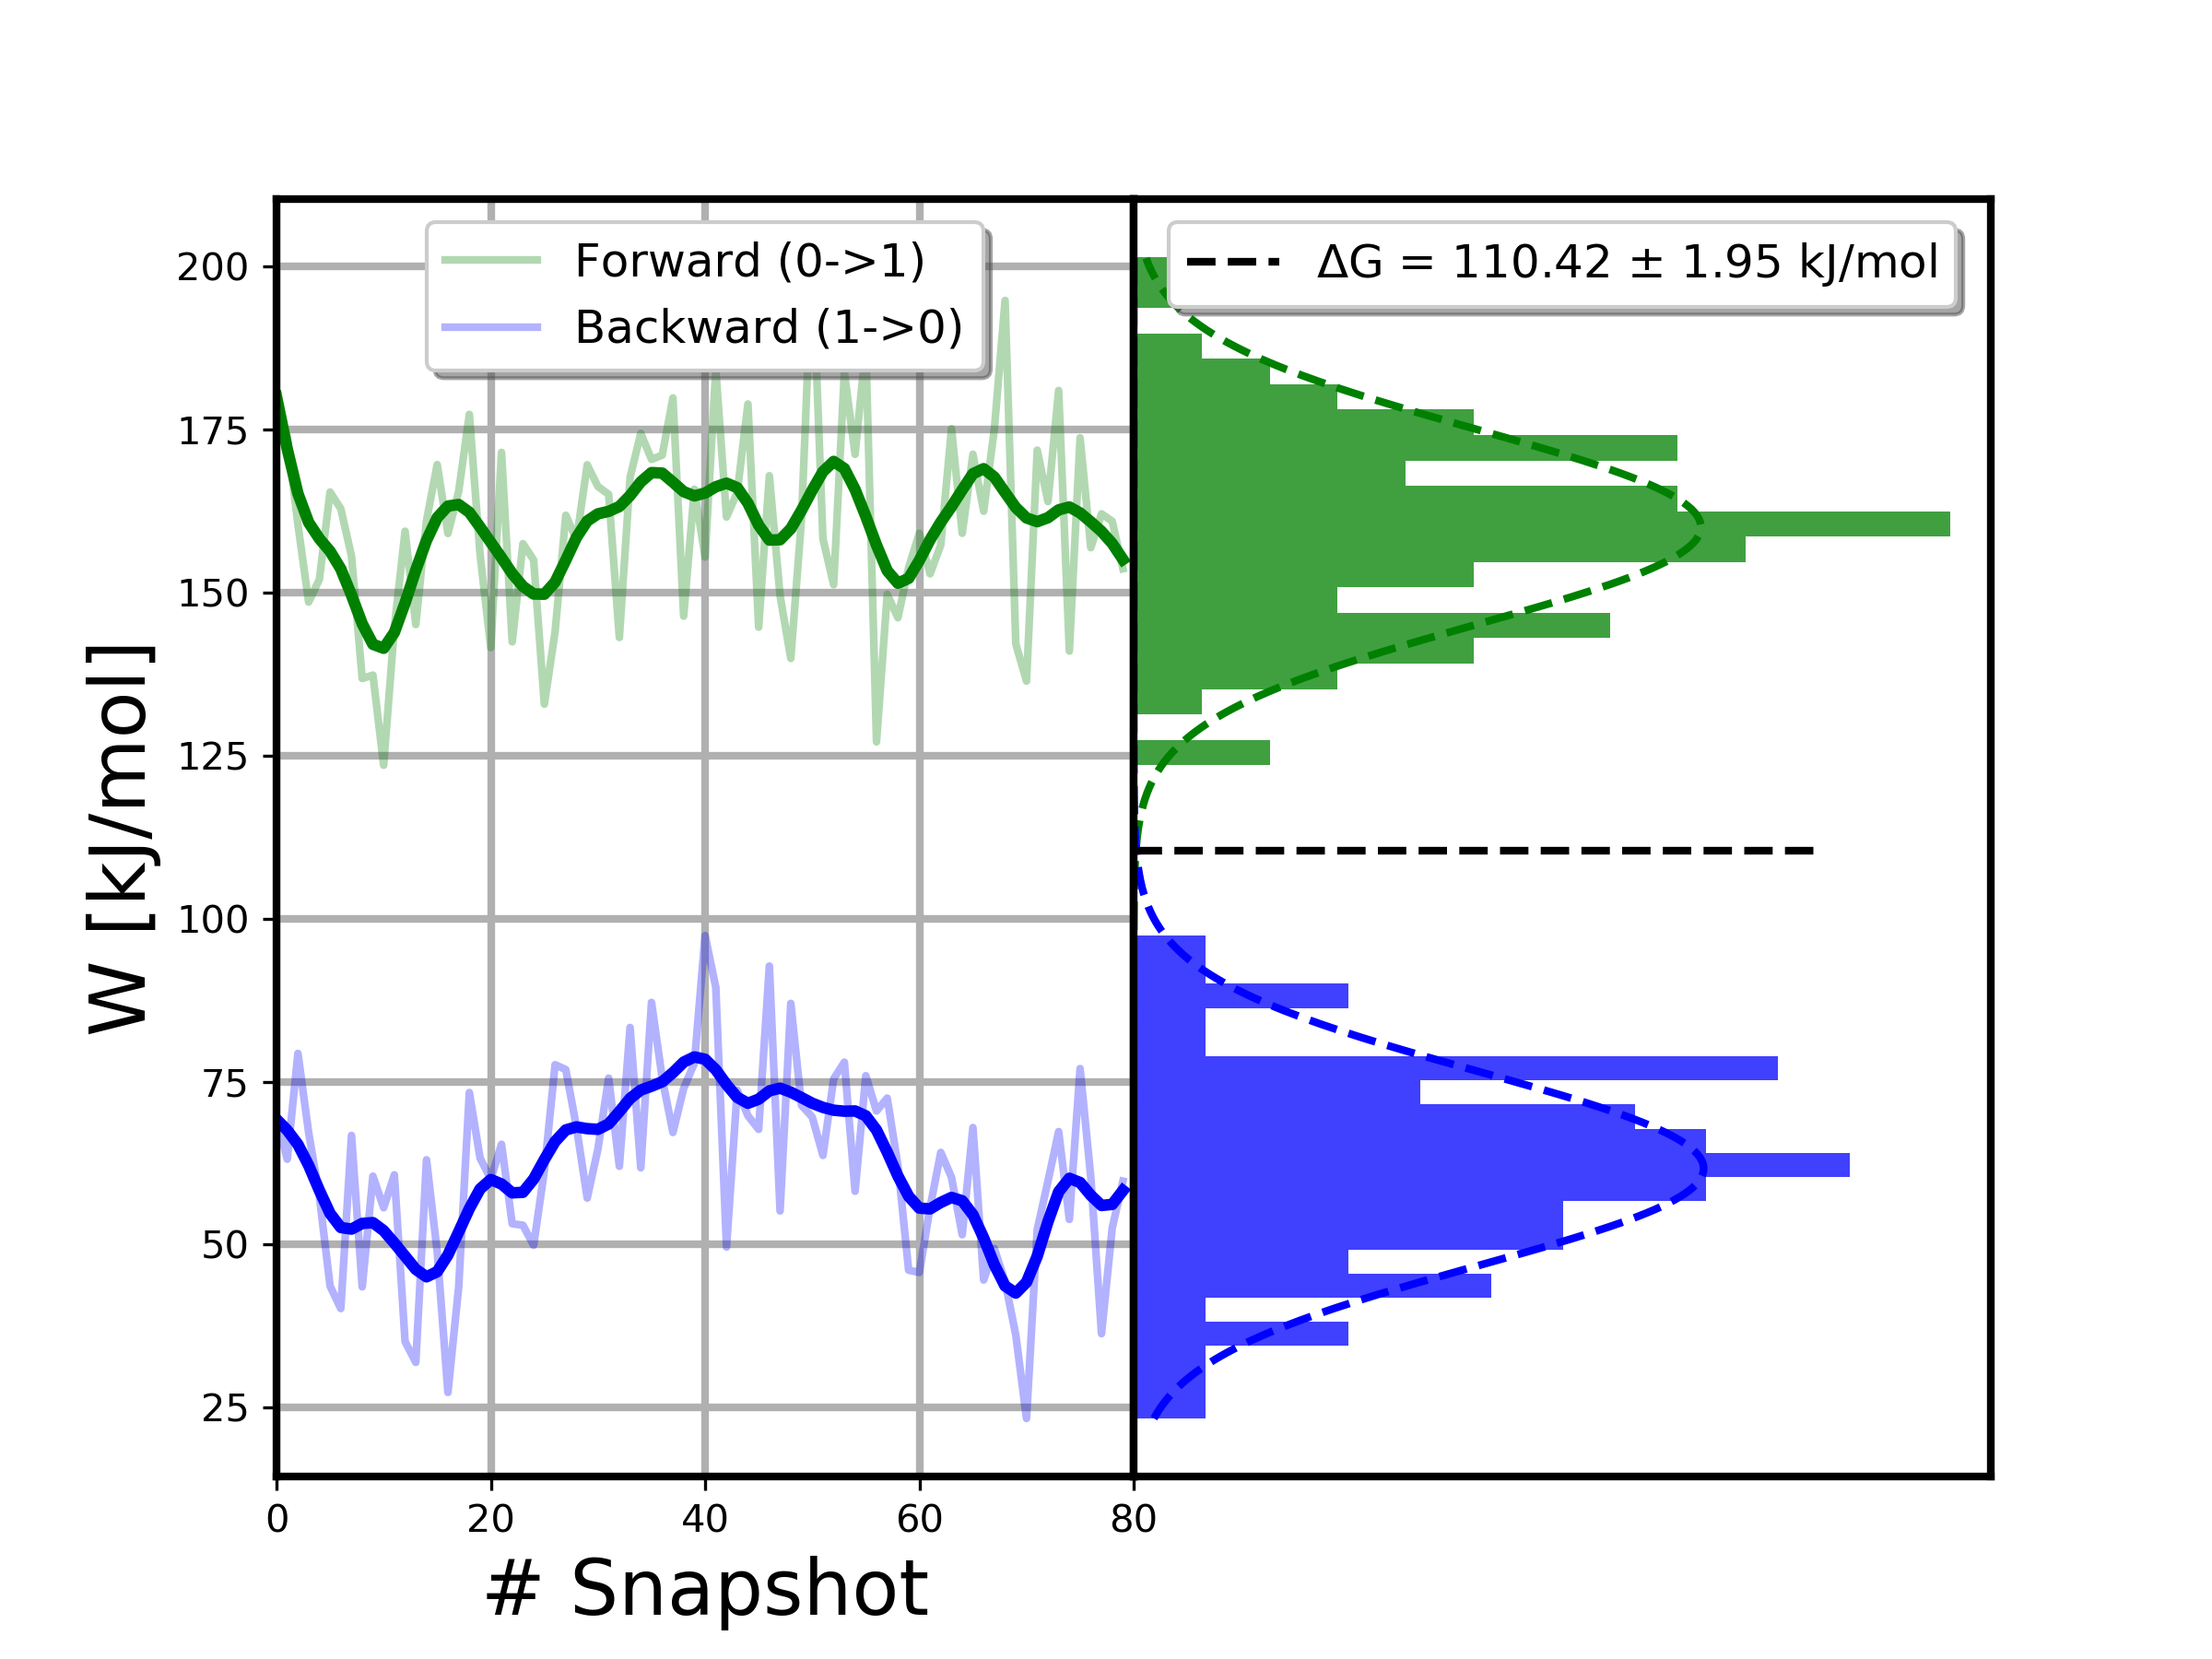 Forward (0->1)
Backward (1->0)
ΔG = 110.42 ± 1.95 kJ/mol
W [kJ/mol]
200
175
150
125
100
75
50
25
0 20 40 60 80
# Snapshot